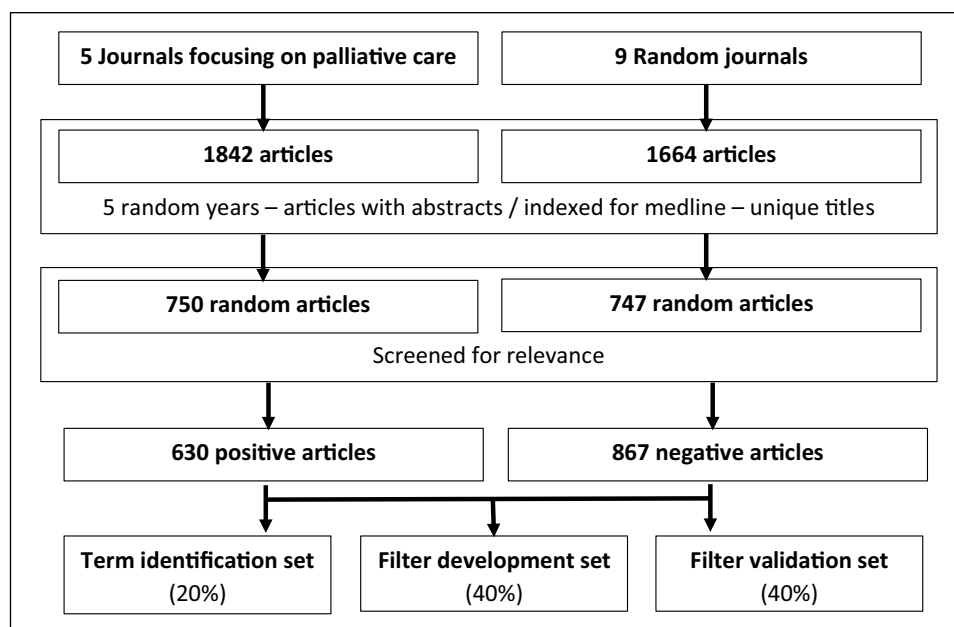 5 Journals focusing on palliative care
9 Random journals
1842 articles
1664 articles
5 random years – articles with abstracts / indexed for medline – unique titles
750 random articles
747 random articles
Screened for relevance
630 positive articles
867 negative articles
Term identification set
(20%)
Filter development set
(40%)
Filter validation set
(40%)